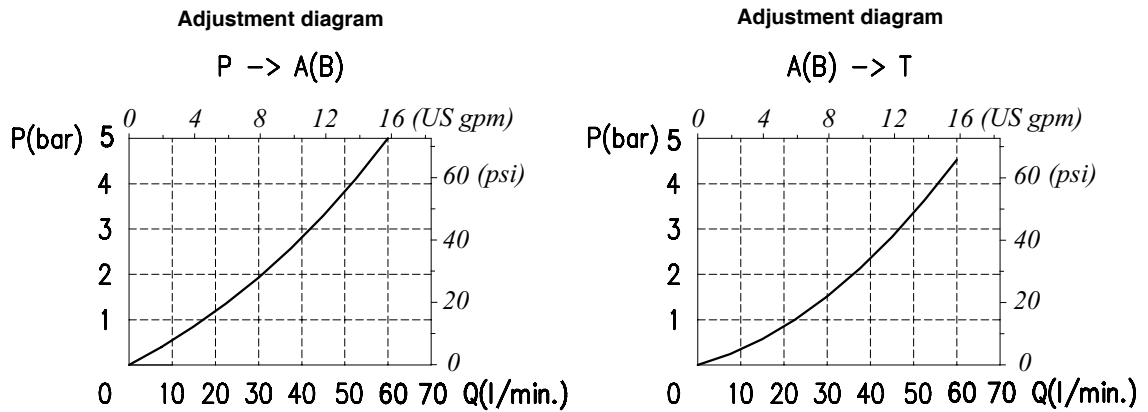 Adjustment diagram
P -> A(B)
0 4 8 12 16 (US gpm)
P(bar) 5
4 60 (psi)
3 40
2
1 20
0
0 10 20 30 40 50 60 70 Q(l/min.)
Adjustment diagram
A(B) -> T
0 4 8 12 16 (US gpm)
P(bar) 5
4 60 (psi)
3 40
2
1 20
0
0 10 20 30 40 50 60 70 Q(l/min.)